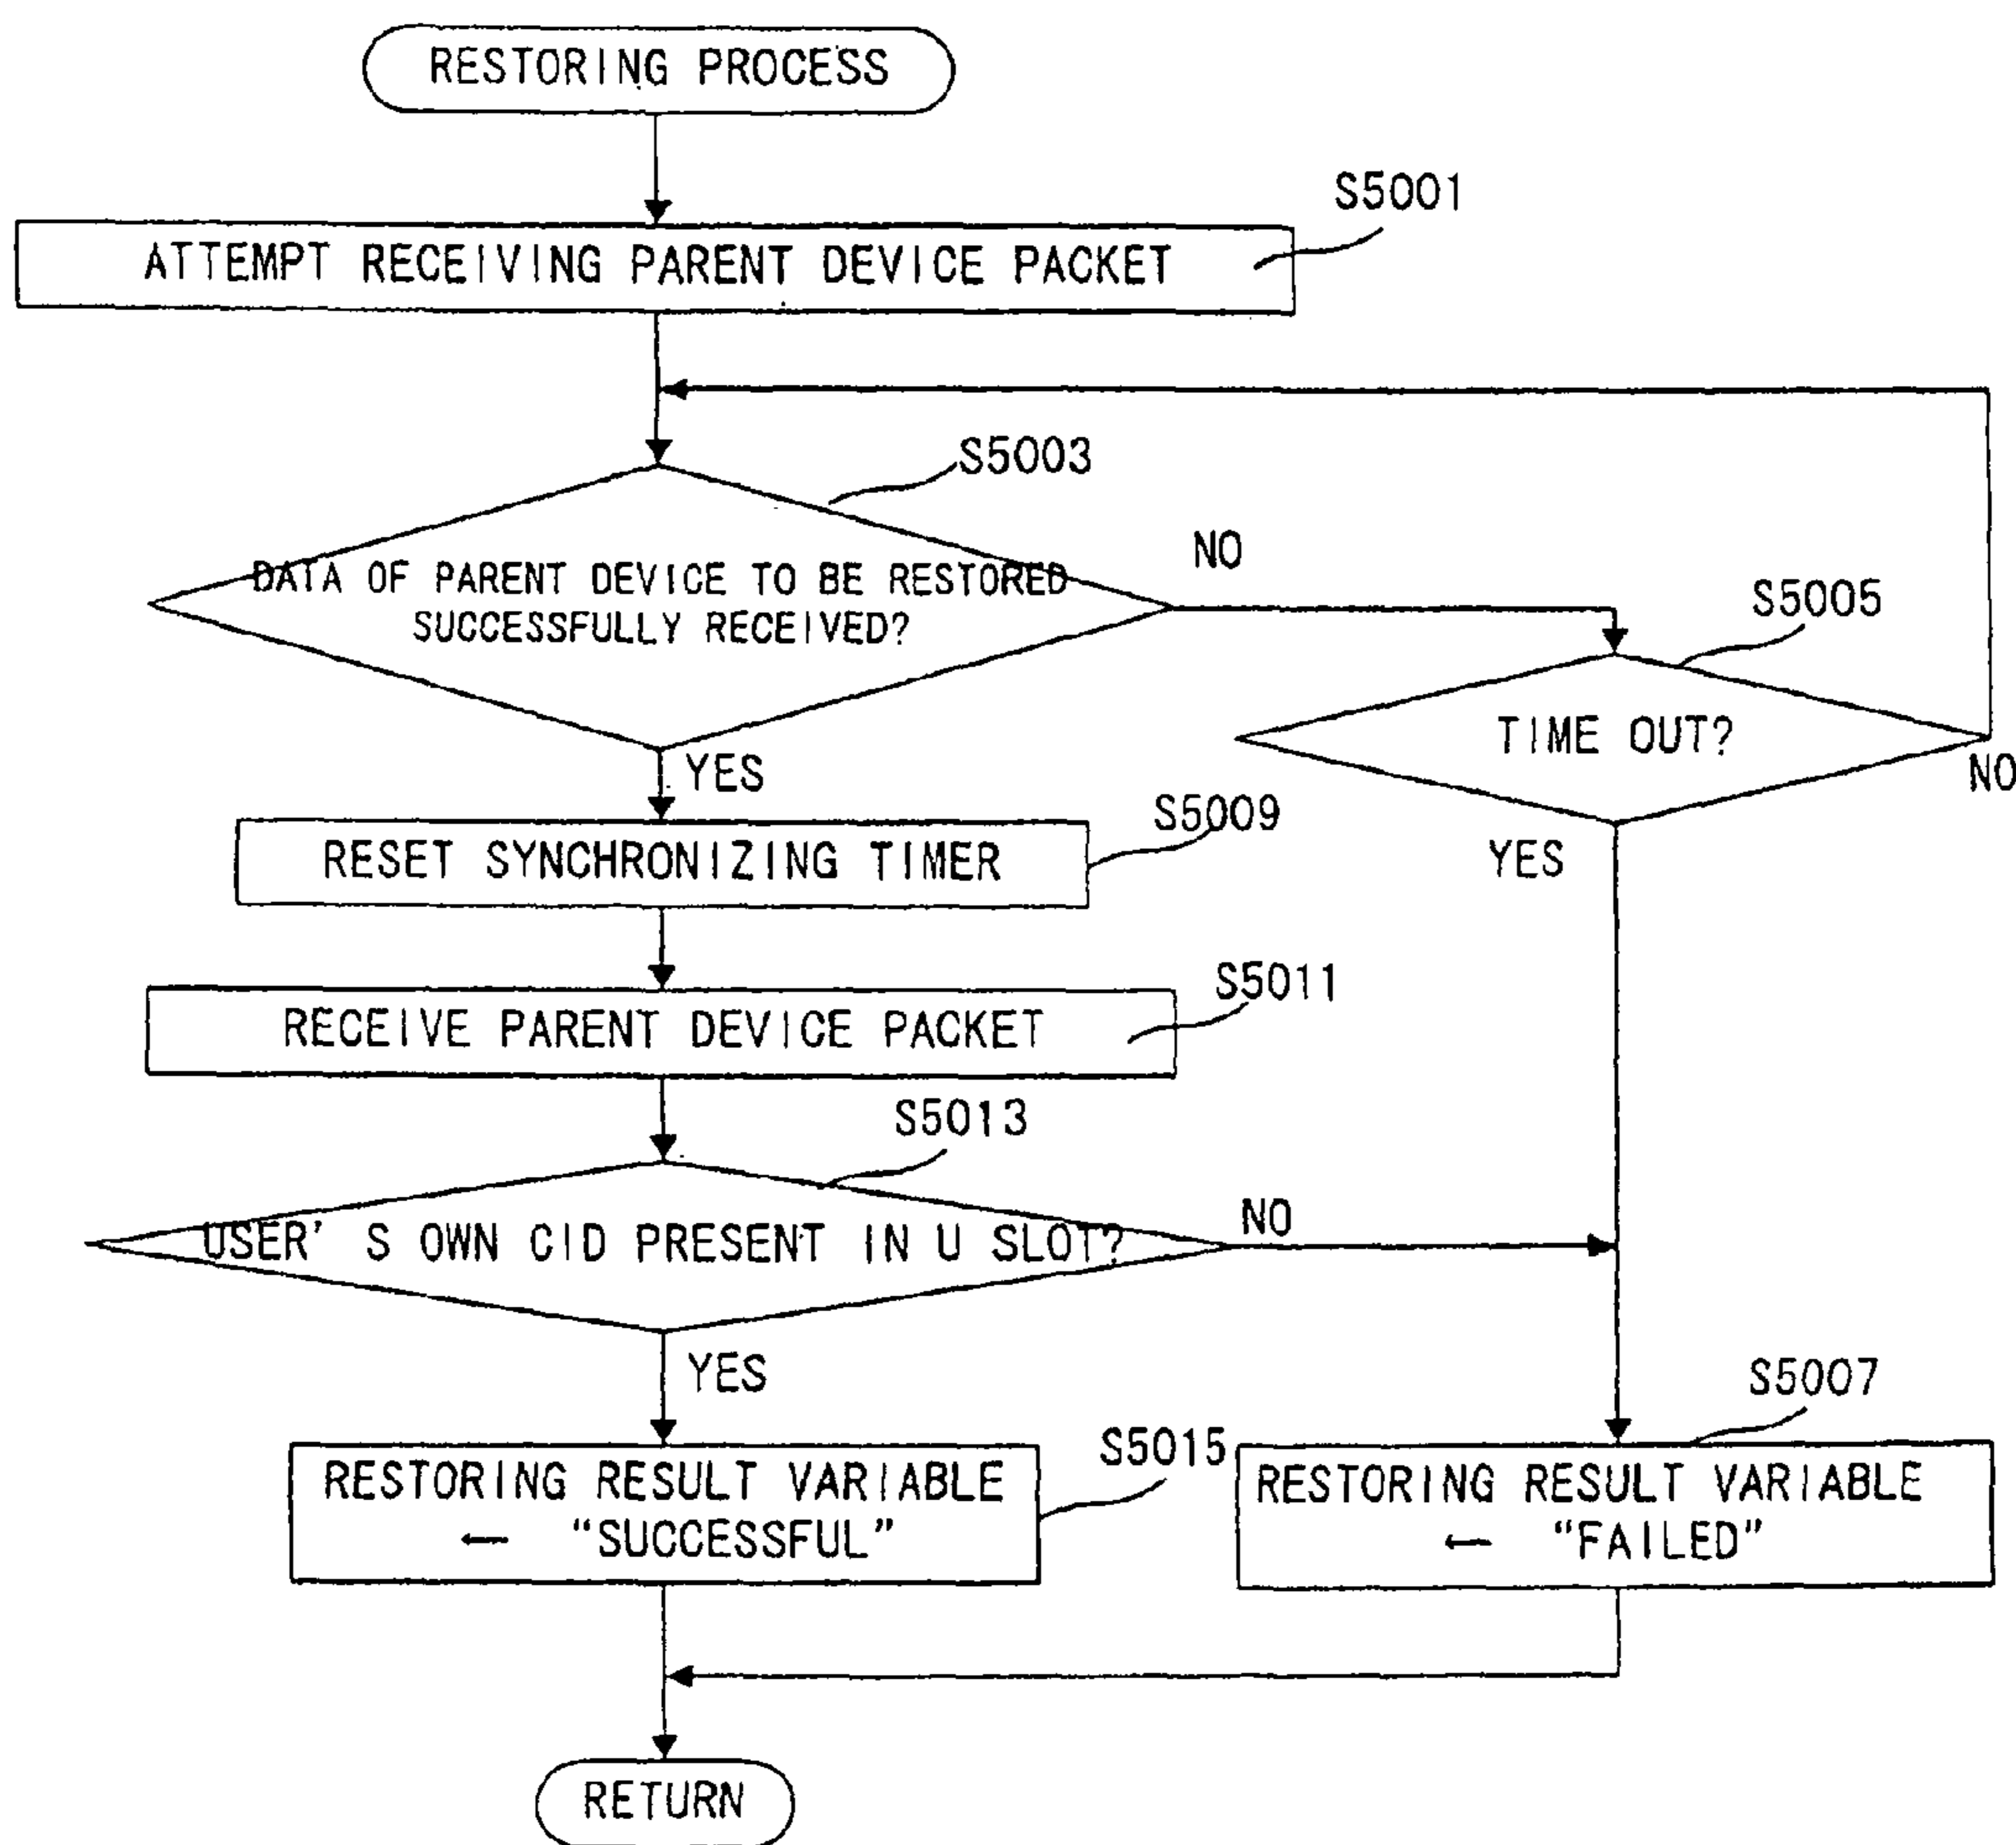 RESTORING PROCESS
S5001
ATTEMPT RECEIVING PARENT DEVICE PACKET
S5003
NO
DATA OF PARENT DEVICE TO BE RESTORED
SUCCESSFULLY RECEIVED?
S5005
TIME OUT?
NO
YES
YES
S5009
RESET SYNCHRONIZING TIMER
S5011
RECEIVE PARENT DEVICE PACKET
S5013
USER' S OWN CID PRESENT IN U SLOT?
NO
YES
S5015
RESTORING RESULT VARIABLE
← "SUCCESSFUL"
S5007
RESTORING RESULT VARIABLE
← "FAILED"
RETURN